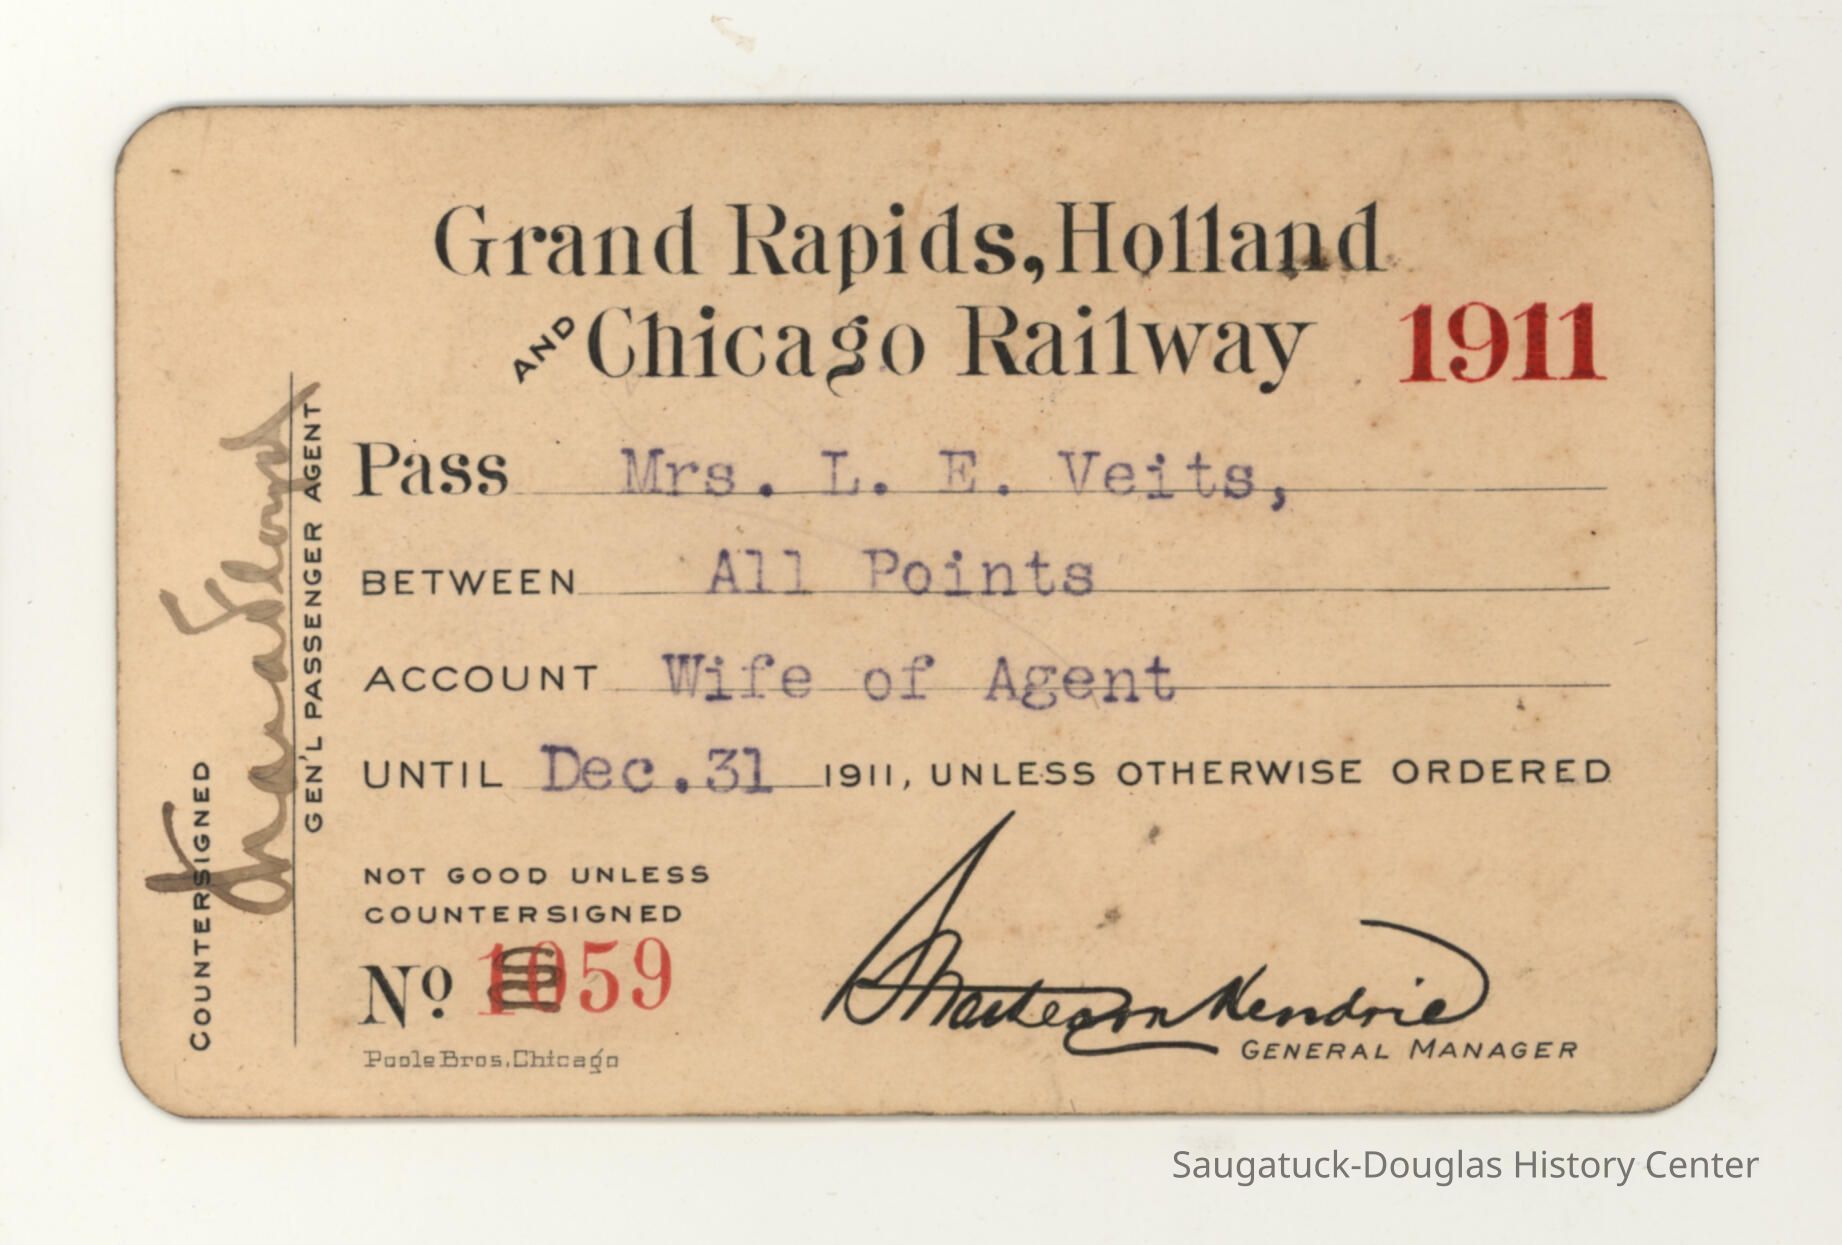 Grand Rapids, Holland
AND Chicago Railway 1911
Pass Mrs. L. E. Veits,
BETWEEN All Points
ACCOUNT Wife of Agent
UNTIL Dec.31 1911, UNLESS OTHERWISE ORDERED
NOT GOOD UNLESS
COUNTERSIGNED
No 1059
Poole Bros. Chicago
Kendrie
GENERAL MANAGER
COUNTERSIGNED
GEN'L PASSENGER AGENT
Saugatuck-Douglas History Center